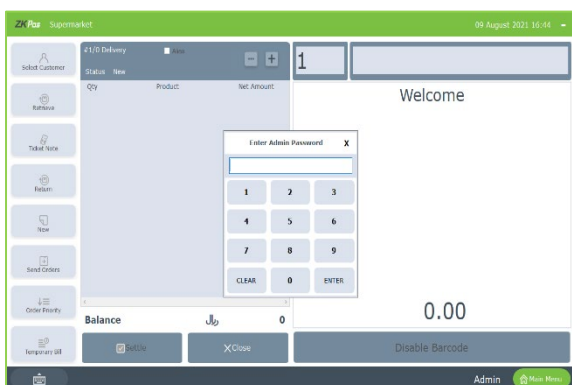 ZKPos Supermarket
09 August 2021 16:44
Select Customer
#1/0 Delivery
New
- +
1
Status New
Qty Product Net Amount
Welcome
Retrieve
Ticket Note
Enter Admin Password X
Return
1 2 3
New
4 5 6
Send Orders
7 8 9
CLEAR 0 ENTER
Order Priority
0.00
Balance ريال 0
Temporary Bill
Settle
X Close
Disable Barcode
Admin
Main Menu